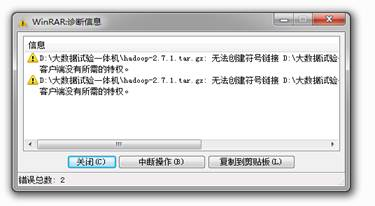 WinRAR:诊断信息
信息
D:\大数据试验一体机\hadoop-2.7.1.tar.gz: 无法创建符号链接 D:\大数据试验
客户端没有所需的特权。
D:\大数据试验一体机\hadoop-2.7.1.tar.gz: 无法创建符号链接 D:\大数据试验
客户端没有所需的特权。
关闭(C) 中断操作(B) 复制到剪贴板(L)
错误总数: 2